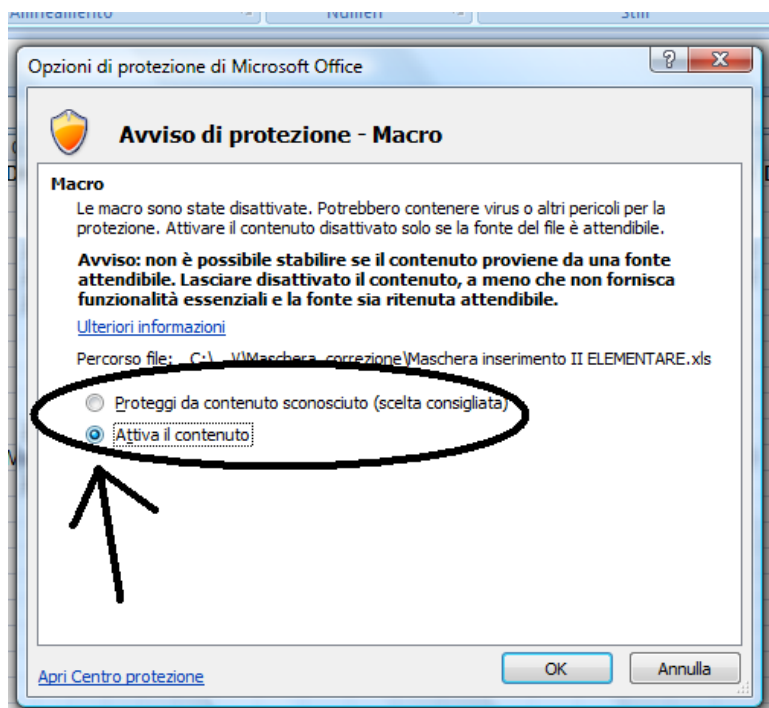 Allineamento Numeri Stili
Opzioni di protezione di Microsoft Office
Avviso di protezione - Macro
Macro
Le macro sono state disattivate. Potrebbero contenere virus o altri pericoli per la
protezione. Attivare il contenuto disattivato solo se la fonte del file è attendibile.
Avviso: non è possibile stabilire se il contenuto proviene da una fonte
attendibile. Lasciare disattivato il contenuto, a meno che non fornisca
funzionalità essenziali e la fonte sia ritenuta attendibile.
Ulteriori informazioni
Percorso file: C:\...\Maschera_correzione\Maschera inserimento II ELEMENTARE.xls
Proteggi da contenuto sconosciuto (scelta consigliata)
Attiva il contenuto
Apri Centro protezione
OK
Annulla